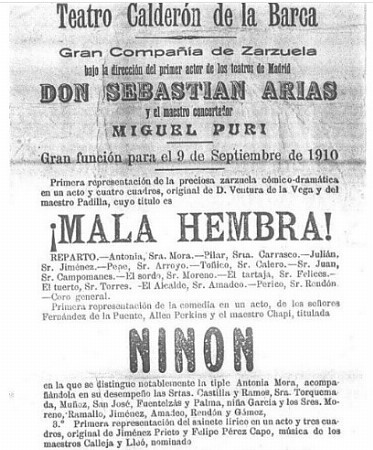 Teatro Calderón de la Barca
Gran Compañia de Zarzuela
bajo la dirección del primer actor de los teatros de Madrid
DON SEBASTIAN ARIAS
y el maestro concertador
MIGUEL PURI
Gran función para el 9 de Septiembre de 1910
Primera representación de la preciosa zarzuela cómico-dramática
en un acto y cuatro cuadros, original de D. Ventura de la Vega y del
maestro Padilla, cuyo título es
¡MALA HEMBRA!
REPARTO.—Antonia, Sra. Mora.—Pilar, Srta. Carrasco.—Julián,
Sr. Jiménez.—Pepe, Sr. Arroyo.—Toñico, Sr. Calero.—Sr. Juan,
Sr. Campomanes.—El sordo, Sr. Moreno.—El tartaja, Sr. Felices.—
El tuerto, Sr. Torres.-El Alcalde, Sr. Amadeo.—Perico, Sr. Rendón.
—Coro general.
Primera representación de la comedia en un acto, de los señores
Fernández de la Puente, Allen Perkins y el maestro Chapí, titulada
NINON
en la que se distingue notablemente la tiple Antonia Mora, acompa-
ñándola en su desempeño las Srtas. Castilla y Ramos, Sra. Torquema-
da, Muñoz, San José, Fuentelzás y Palma, niña García y los Sres. Mo-
reno, Ramallo, Jiménez, Amadeo, Rendón y Gámez,
3.º Primera representación del sainete lírico en un acto y tres cua-
dros, original de Jiménez Prieto y Felipe Pérez Capo, música de los
maestros Calleja y Lleó, nominado